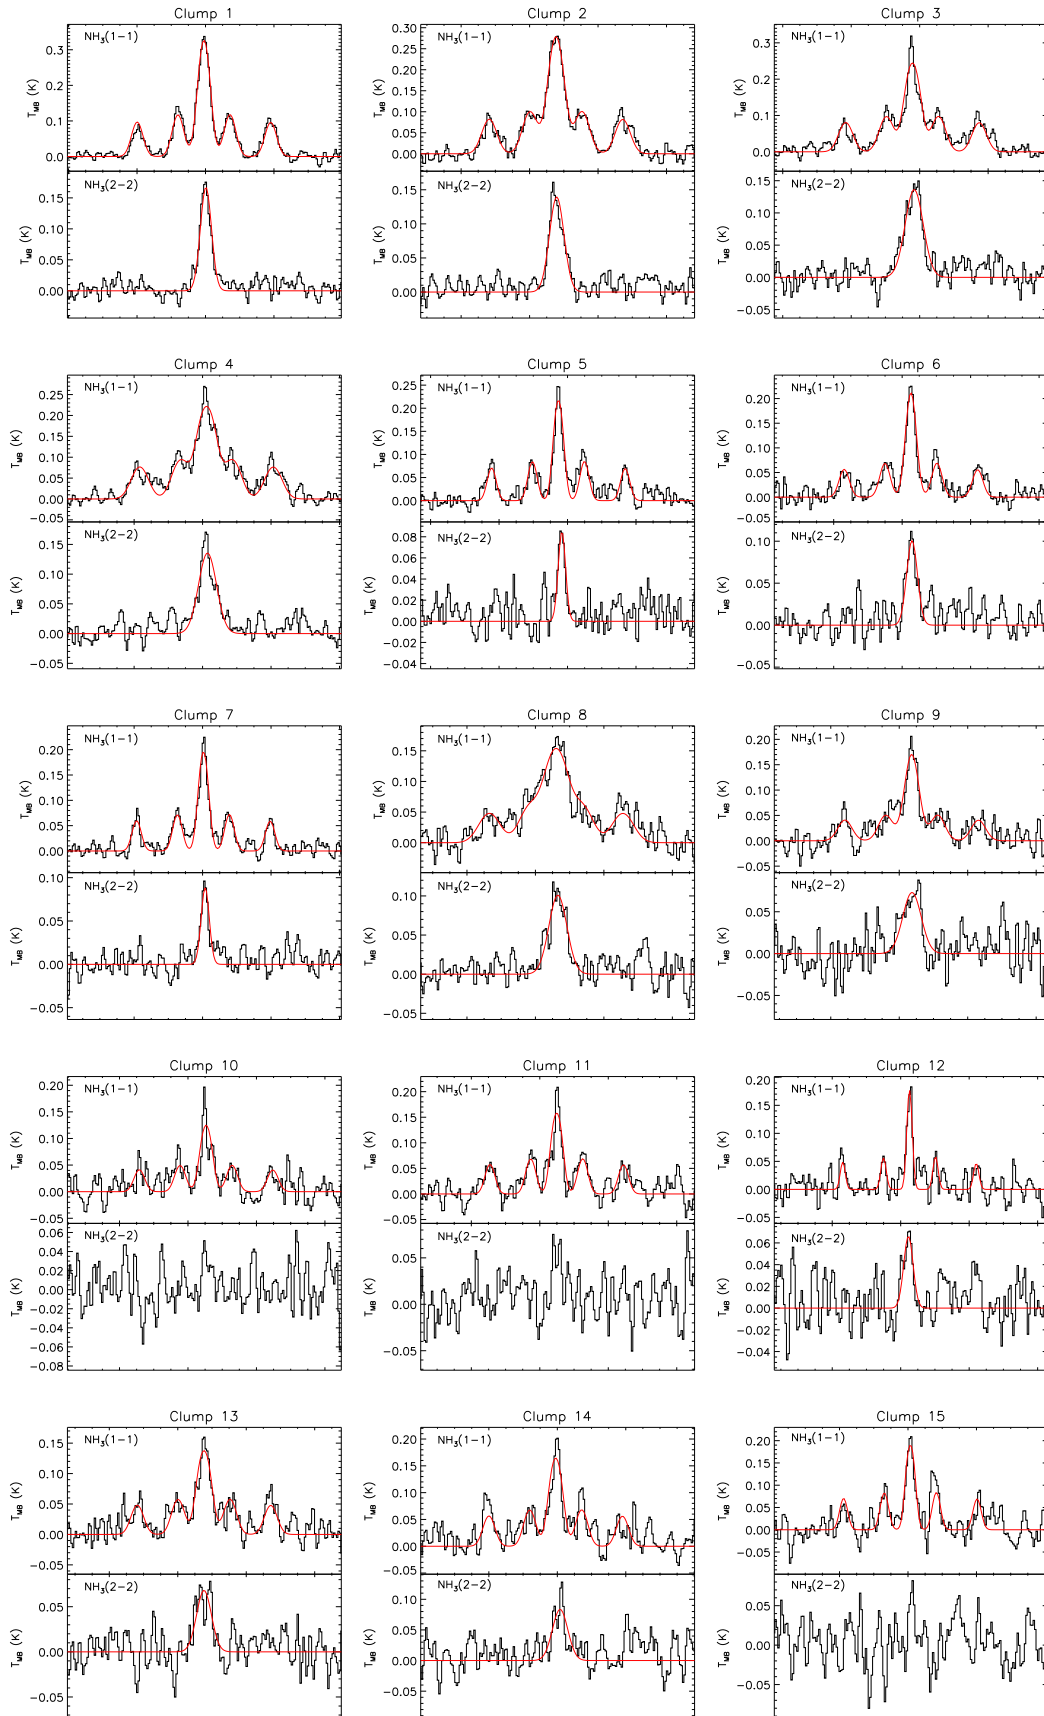 Clump 1 Clump 2 Clump 3
NH3(1-1) NH3(1-1) NH3(1-1)
0.3 0.25 0.3
0.20 0.2
0.2 0.15
0.1 0.10 0.1
0.05
0.0 0.00 0.0
TMB (K) TMB (K) TMB (K)
NH3(2-2) NH3(2-2) NH3(2-2)
0.15 0.15 0.15
0.10 0.10 0.10
0.05 0.05 0.05
0.00 0.00 0.00
-0.05
TMB (K) TMB (K) TMB (K)
Clump 4 Clump 5 Clump 6
NH3(1-1) NH3(1-1) NH3(1-1)
0.25 0.25 0.20
0.20 0.20 0.15
0.15 0.15 0.10
0.10 0.10 0.05
0.05 0.05 0.00
0.00 0.00 -0.05
-0.05
TMB (K) TMB (K) TMB (K)
NH3(2-2) NH3(2-2) NH3(2-2)
0.15 0.08 0.10
0.10 0.06 0.05
0.05 0.04 0.00
0.00 0.02 -0.05
-0.05 0.00
-0.02
-0.04
TMB (K) TMB (K) TMB (K)
Clump 7 Clump 8 Clump 9
NH3(1-1) NH3(1-1) NH3(1-1)
0.20 0.15 0.20
0.15 0.10 0.15
0.10 0.05 0.10
0.05 0.00 0.05
0.00 -0.05 0.00
-0.05
TMB (K) TMB (K) TMB (K)
NH3(2-2) NH3(2-2) NH3(2-2)
0.10 0.10 0.05
0.05 0.05 0.00
0.00 0.00 -0.05
-0.05 -0.05
TMB (K) TMB (K) TMB (K)
Clump 10 Clump 11 Clump 12
NH3(1-1) NH3(1-1) NH3(1-1)
0.20 0.20 0.20
0.15 0.15 0.15
0.10 0.10 0.10
0.05 0.05 0.05
0.00 0.00 0.00
-0.05 -0.05 -0.05
TMB (K) TMB (K) TMB (K)
NH3(2-2) NH3(2-2) NH3(2-2)
0.06 0.05 0.06
0.04 0.00 0.04
0.02 -0.05 0.02
0.00 0.00
-0.02 -0.02
-0.04 -0.04
-0.06
-0.08
TMB (K) TMB (K) TMB (K)
Clump 13 Clump 14 Clump 15
NH3(1-1) NH3(1-1) NH3(1-1)
0.15 0.20 0.20
0.10 0.15 0.15
0.05 0.10 0.10
0.00 0.05 0.05
-0.05 0.00 0.00
-0.05 -0.05
TMB (K) TMB (K) TMB (K)
NH3(2-2) NH3(2-2) NH3(2-2)
0.05 0.10 0.05
0.00 0.05 0.00
-0.05 0.00 -0.05
-0.05
TMB (K) TMB (K) TMB (K)